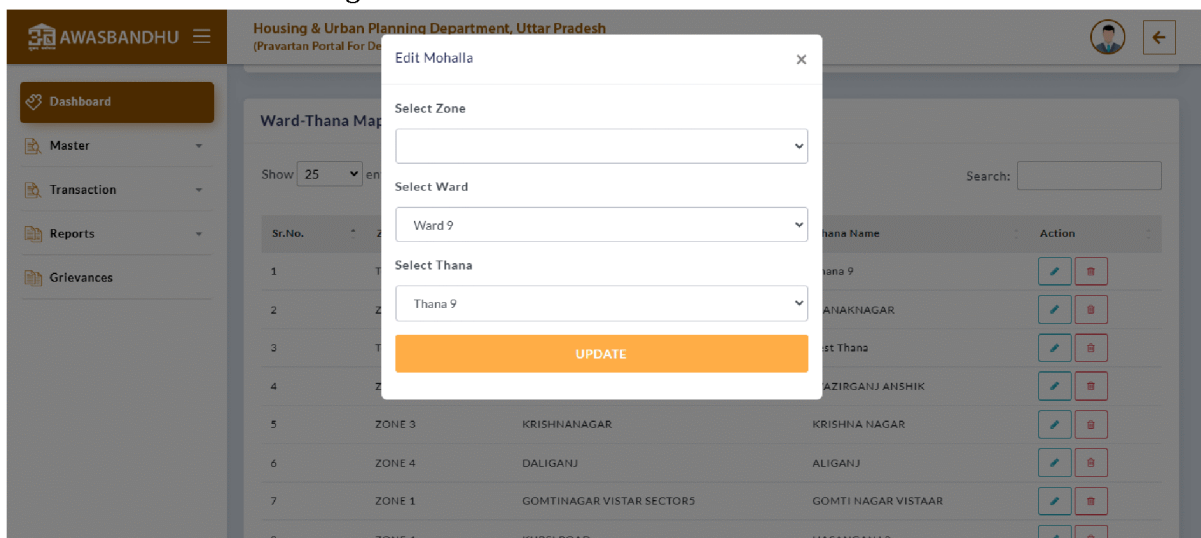 AWASBANDHU
Housing & Urban Planning Department, Uttar Pradesh
(Pravartan Portal For De
Dashboard
Master
Transaction
Reports
Grievances
Edit Mohalla ×
Select Zone
Select Ward
Ward 9
Select Thana
Thana 9
UPDATE
Ward-Thana Map
Show 25 en
Search:
Sr.No. Z hana Name Action
1 T hana 9
2 Z ANAKNAGAR
3 T est Thana
4 Z AZIRGANJ ANSHIK
5 ZONE 3 KRISHNANAGAR KRISHNA NAGAR
6 ZONE 4 DALIGANJ ALIGANJ
7 ZONE 1 GOMTINAGAR VISTAR SECTOR5 GOMTI NAGAR VISTAAR